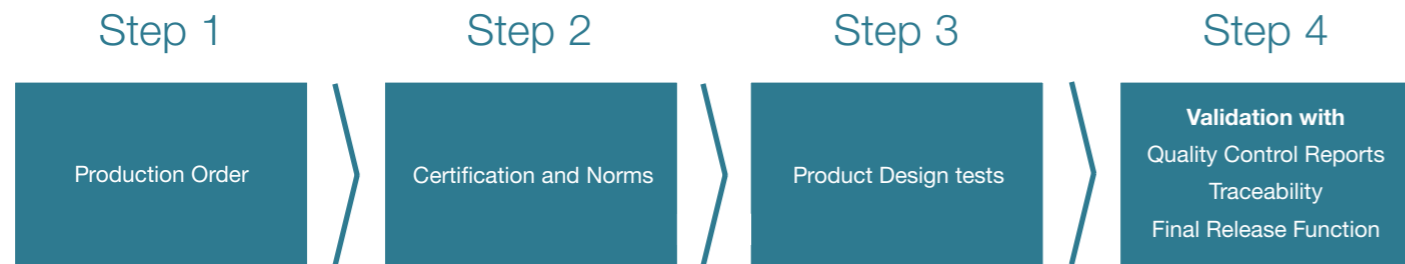 Step 1
Step 2
Step 3
Step 4
Production Order
Certification and Norms
Product Design tests
Validation with
Quality Control Reports
Traceability
Final Release Function